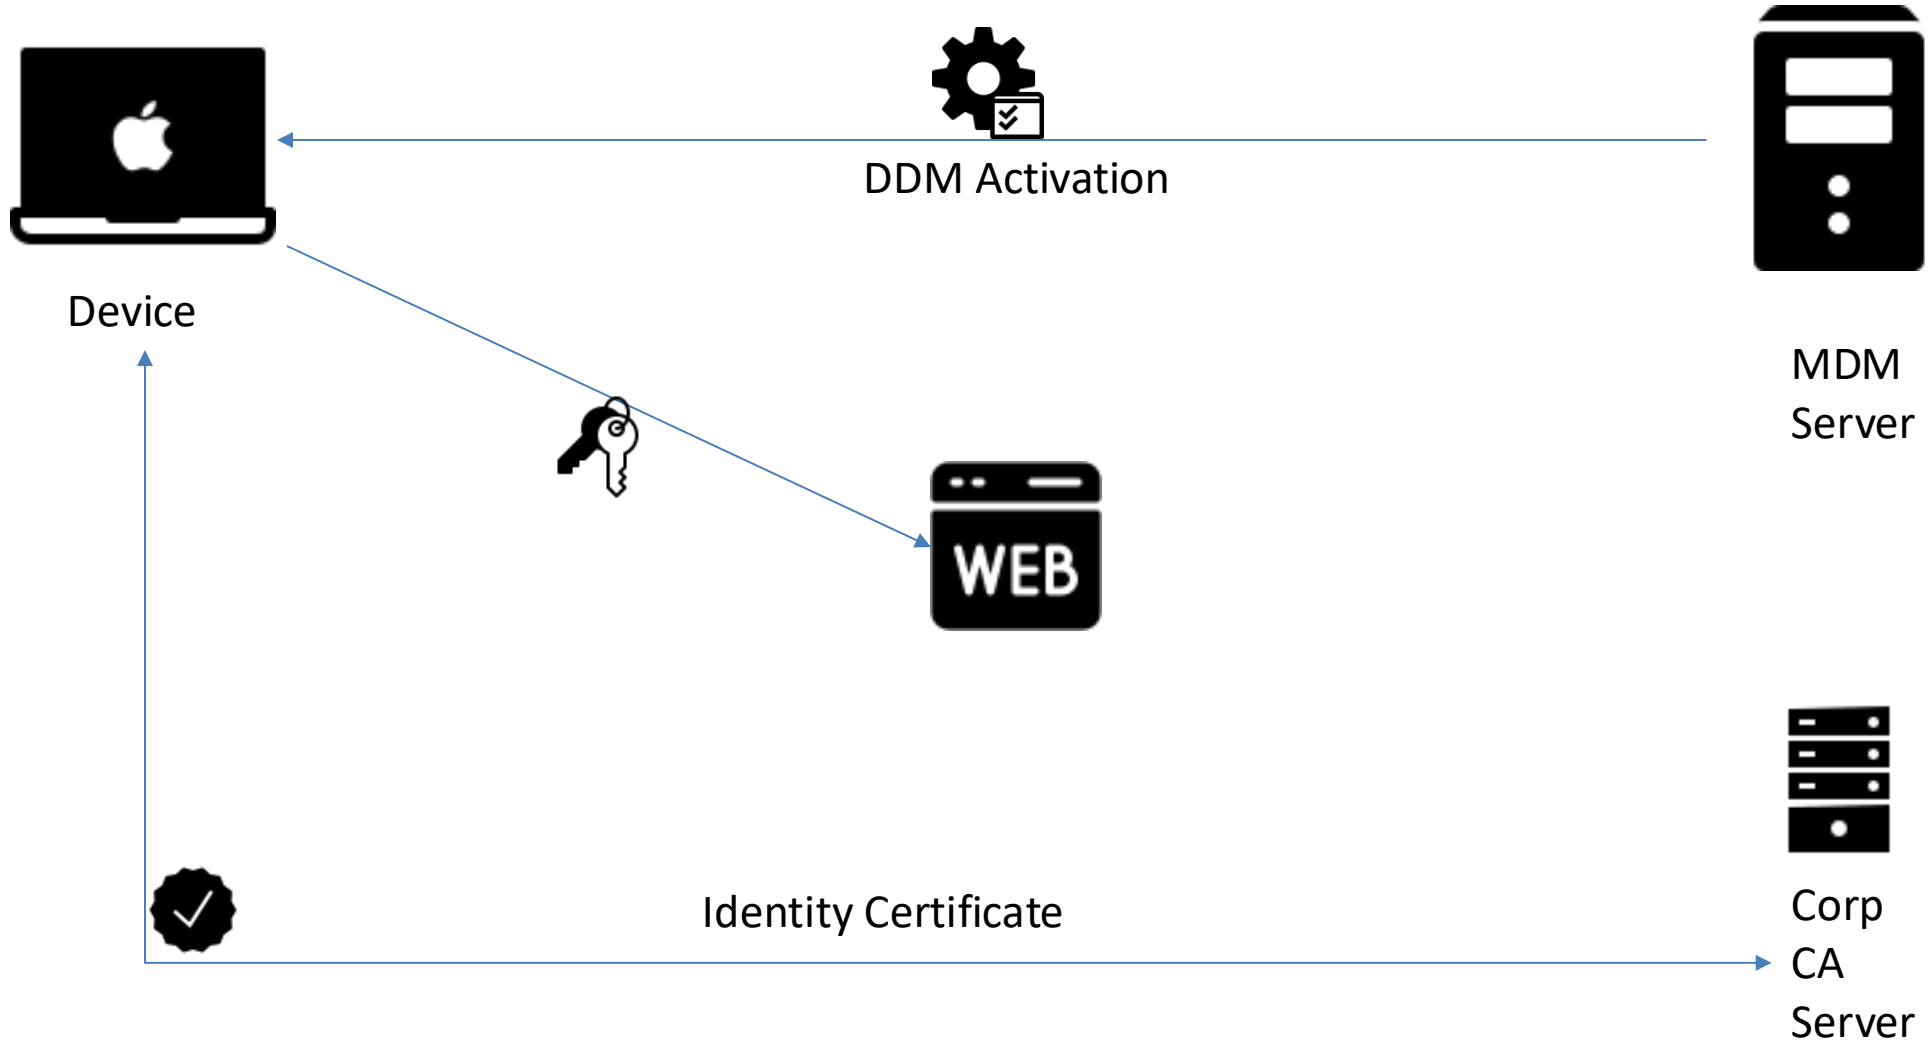 DDM Activation
Device
MDM
Server
WEB
Identity Certificate
Corp
CA
Server